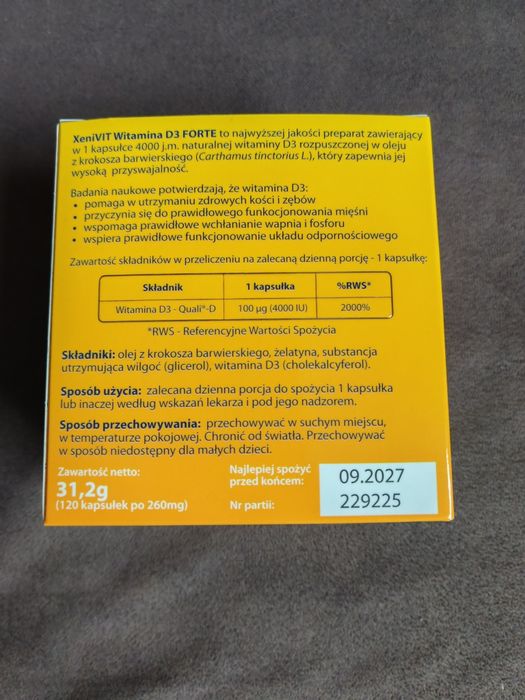 XeniVIT Witamina D3 FORTE to najwyższej jakości preparat zawierający
w 1 kapsułce 4000 j.m. naturalnej witaminy D3 rozpuszczonej w oleju
z krokosza barwierskiego (Carthamus tinctorius L.), który zapewnia jej
wysoką przyswajalność.
Badania naukowe potwierdzają, że witamina D3:
• pomaga w utrzymaniu zdrowych kości i zębów
• przyczynia się do prawidłowego funkcjonowania mięśni
• wspomaga prawidłowe wchłanianie wapnia i fosforu
• wspiera prawidłowe funkcjonowanie układu odpornościowego
Zawartość składników w przeliczeniu na zalecaną dzienną porcję - 1 kapsułkę:
Składnik 1 kapsułka %RWS*
Witamina D3 - Quali®-D 100 µg (4000 IU) 2000%
*RWS - Referencyjne Wartości Spożycia
Składniki: olej z krokosza barwierskiego, żelatyna, substancja
utrzymująca wilgoć (glicerol), witamina D3 (cholekalcyferol).
Sposób użycia: zalecana dzienna porcja do spożycia 1 kapsułka
lub inaczej według wskazań lekarza i pod jego nadzorem.
Sposób przechowywania: przechowywać w suchym miejscu,
w temperaturze pokojowej. Chronić od światła. Przechowywać
w sposób niedostępny dla małych dzieci.
Zawartość netto:
31,2g
(120 kapsułek po 260mg)
Najlepiej spożyć
przed końcem: 09.2027
Nr partii: 229225